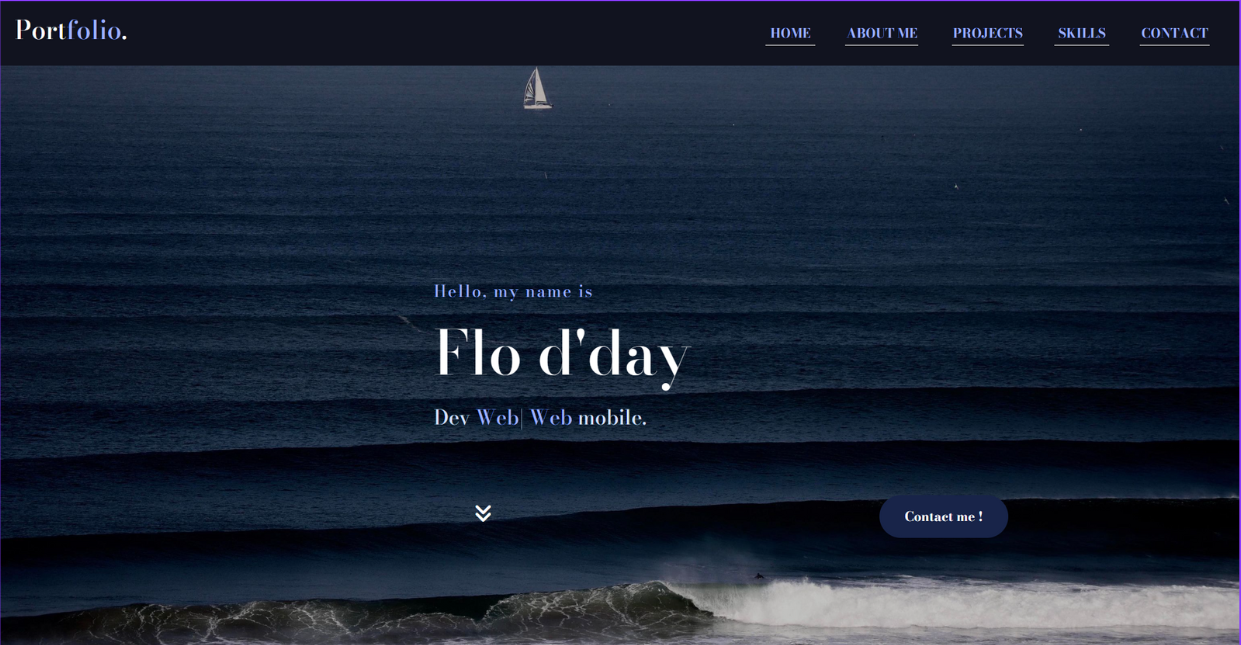 Portfolio.
HOME ABOUT ME PROJECTS SKILLS CONTACT
Hello, my name is
Flo d'day
Dev Web| Web mobile.
Contact me !